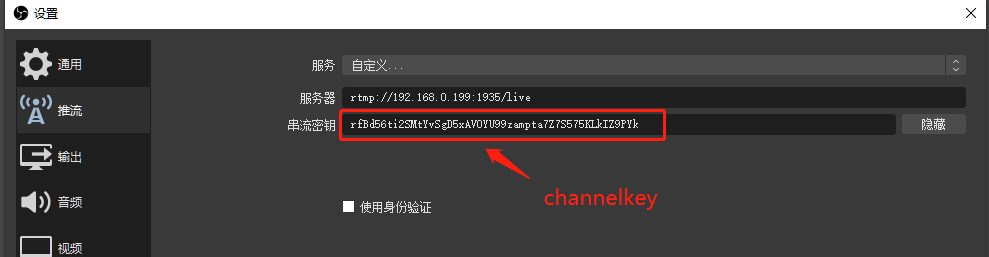 设置
通用
推流
输出
音频
视频
服务 自定义...
服务器 rtmp://192.168.0.199:1935/live
串流密钥 rfBd56ti2SMtYvSgD5xAVOYU99zampta7Z7S575KLkIZ9PYk 隐藏
channelkey
使用身份验证